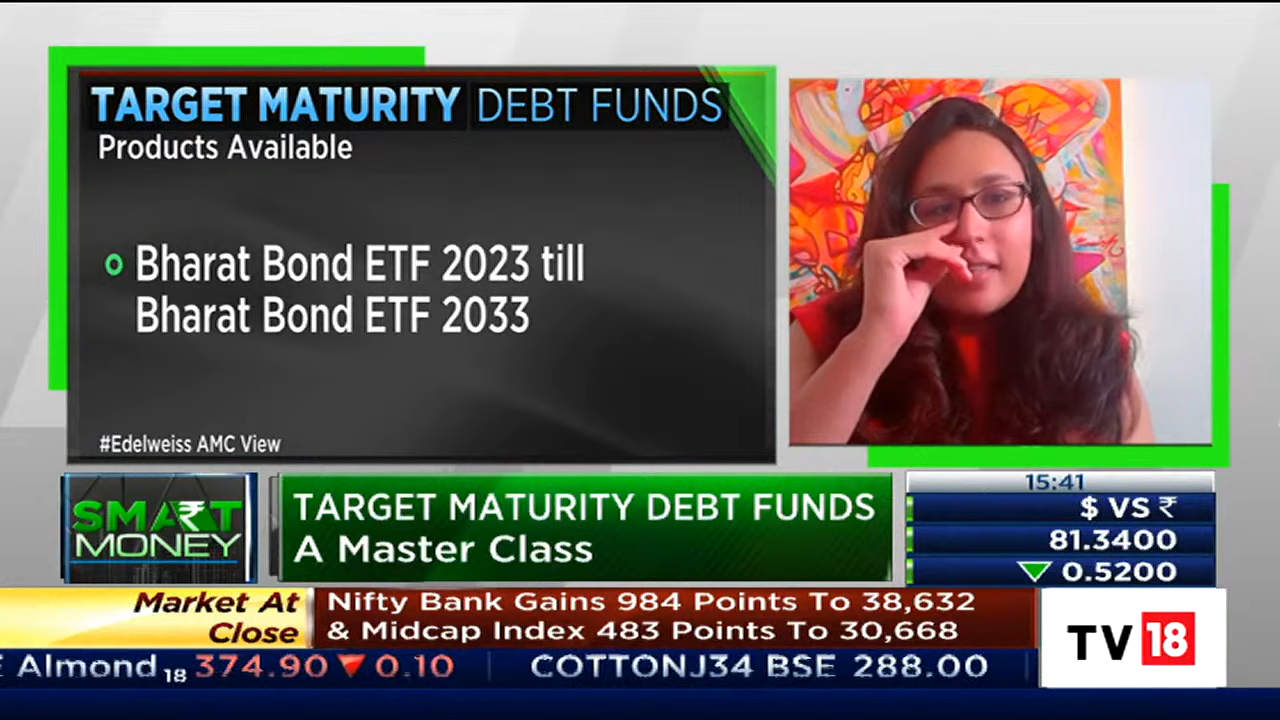 TARGET MATURITY DEBT FUNDS
Products Available
Bharat Bond ETF 2023 till
Bharat Bond ETF 2033
#Edelweiss AMC View
SMA₹T
MONEY
TARGET MATURITY DEBT FUNDS
A Master Class
15:41
$ VS ₹
81.3400
▼ 0.5200
Market At
Close
Nifty Bank Gains 984 Points To 38,632
& Midcap Index 483 Points To 30,668
TV18
E Almond 18 374.90 ▼ 0.10 COTTONJ34 BSE 288.00